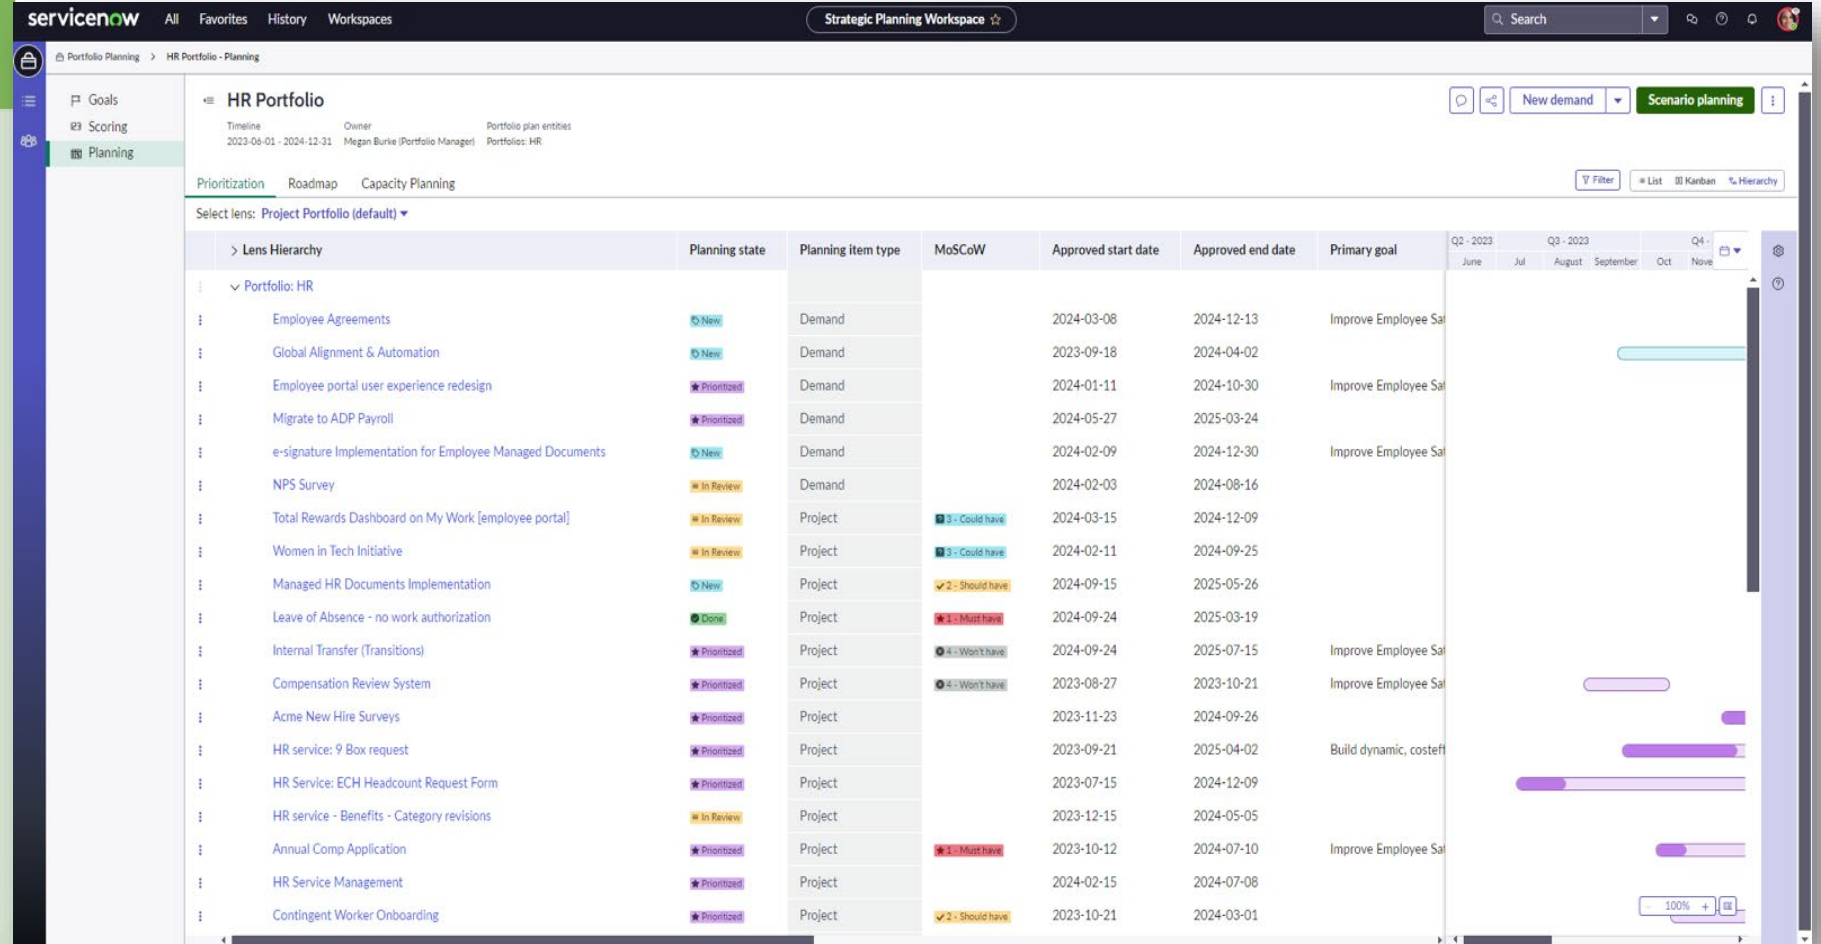 servicenow All Favorites History Workspaces Strategic Planning Workspace Search
Portfolio Planning > HR Portfolio - Planning
Goals
Scoring
Planning
HR Portfolio
New demand Scenario planning
Timeline Owner Portfolio plan entities
2023-06-01 - 2024-12-31 Megan Burke (Portfolio Manager) Portfolios: HR
Prioritization Roadmap Capacity Planning
Filter List Kanban Hierarchy
Select lens: Project Portfolio (default)
Lens Hierarchy Planning state Planning item type MoSCoW Approved start date Approved end date Primary goal
Q2 - 2023 Q3 - 2023 Q4 -
June Jul August September Oct Nove
Portfolio: HR
Employee Agreements New Demand 2024-03-08 2024-12-13 Improve Employee Sat
Global Alignment & Automation New Demand 2023-09-18 2024-04-02
Employee portal user experience redesign Prioritized Demand 2024-01-11 2024-10-30 Improve Employee Sat
Migrate to ADP Payroll Prioritized Demand 2024-05-27 2025-03-24
e-signature Implementation for Employee Managed Documents New Demand 2024-02-09 2024-12-30 Improve Employee Sat
NPS Survey In Review Demand 2024-02-03 2024-08-16
Total Rewards Dashboard on My Work [employee portal] In Review Project 3 - Could have 2024-03-15 2024-12-09
Women in Tech Initiative In Review Project 3 - Could have 2024-02-11 2024-09-25
Managed HR Documents Implementation New Project 2 - Should have 2024-09-15 2025-05-26
Leave of Absence - no work authorization Done Project 1 - Must have 2024-09-24 2025-03-19
Internal Transfer (Transitions) Prioritized Project 4 - Won't have 2024-09-24 2025-07-15 Improve Employee Sat
Compensation Review System Prioritized Project 4 - Won't have 2023-08-27 2023-10-21 Improve Employee Sat
Acme New Hire Surveys Prioritized Project 2023-11-23 2024-09-26
HR service: 9 Box request Prioritized Project 2023-09-21 2025-04-02 Build dynamic, costeff
HR Service: ECH Headcount Request Form Prioritized Project 2023-07-15 2024-12-09
HR service - Benefits - Category revisions In Review Project 2023-12-15 2024-05-05
Annual Comp Application Prioritized Project 1 - Must have 2023-10-12 2024-07-10 Improve Employee Sat
HR Service Management Prioritized Project 2024-02-15 2024-07-08
Contingent Worker Onboarding Prioritized Project 2 - Should have 2023-10-21 2024-03-01
- 100% +